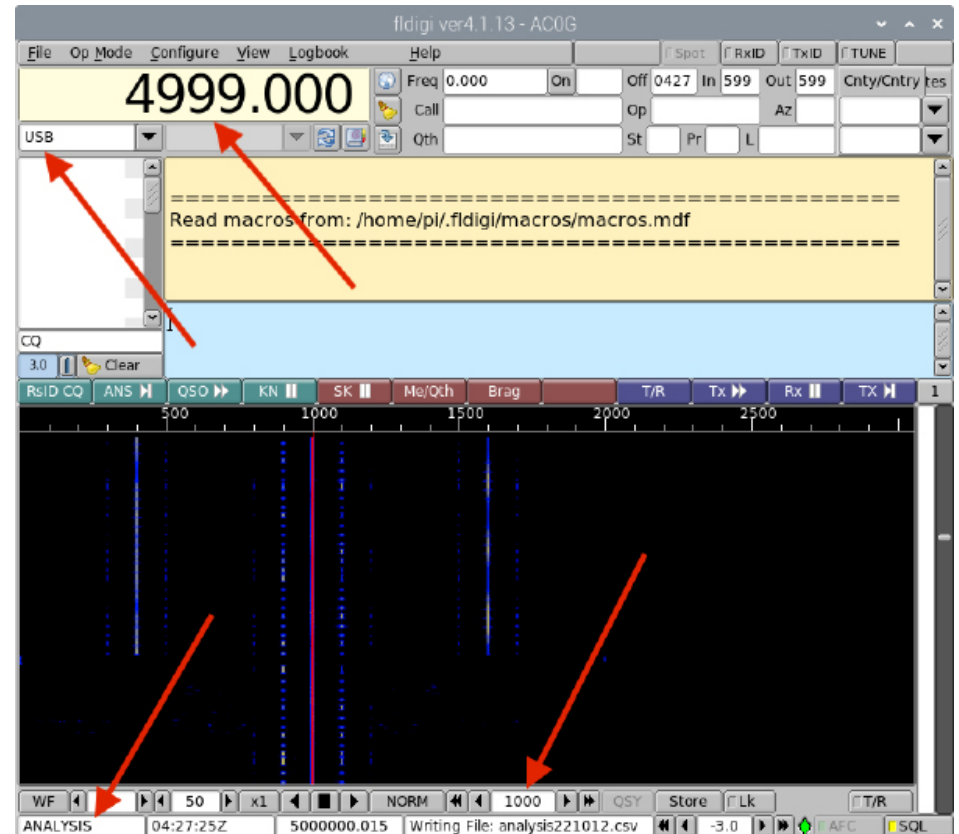 fldigi ver4.1.13 - AC0G
File Op Mode Configure View Logbook Help Spot RxID TxID TUNE
4999.000 Freq 0.000 On Off 0427 In 599 Out 599 Cnty/Cntry tes
Call Op Az
USB Qth St Pr L
================================================
Read macros from: /home/pi/.fldigi/macros/macros.mdf
================================================
CQ
3.0 Clear
RsID CQ ANS QSO KN SK Me/Qth Brag T/R Tx Rx TX 1
500 1000 1500 2000 2500
WF 50 x1 NORM 1000 QSY Store Lk T/R
ANALYSIS 04:27:25Z 5000000.015 Writing File: analysis221012.csv -3.0 AFC SQL